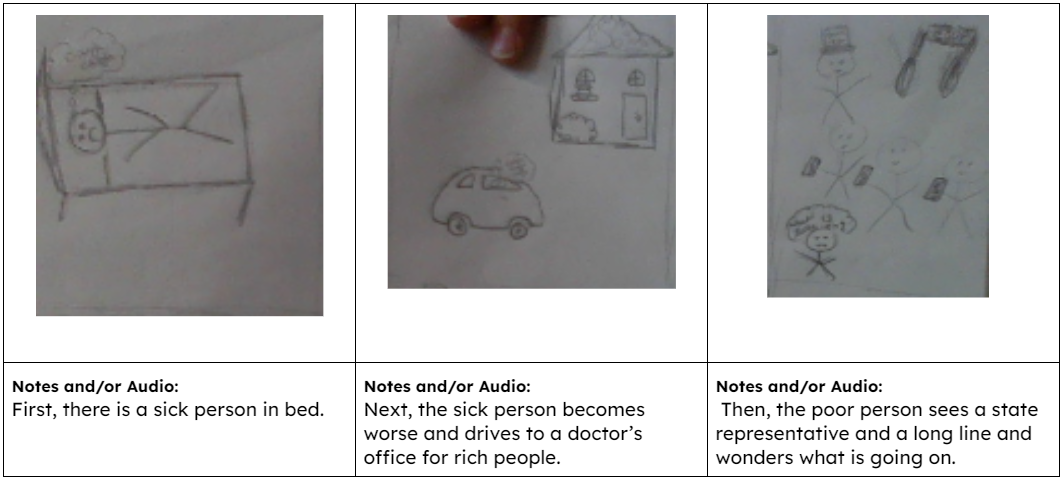 Notes and/or Audio:
First, there is a sick person in bed.
Notes and/or Audio:
Next, the sick person becomes
worse and drives to a doctor’s
office for rich people.
Notes and/or Audio:
Then, the poor person sees a state
representative and a long line and
wonders what is going on.